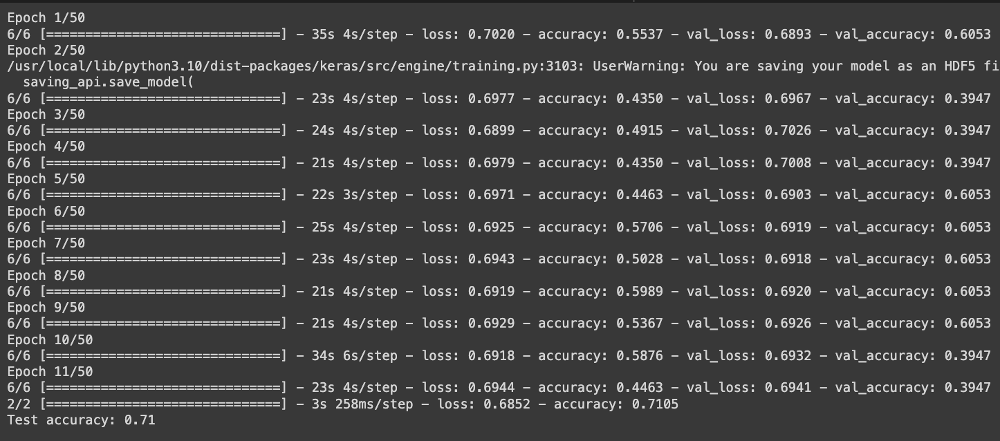 Epoch 1/50
6/6 [==============================] - 35s 4s/step - loss: 0.7020 - accuracy: 0.5537 - val_loss: 0.6893 - val_accuracy: 0.6053
Epoch 2/50
/usr/local/lib/python3.10/dist-packages/keras/src/engine/training.py:3103: UserWarning: You are saving your model as an HDF5 fi
  saving_api.save_model(
6/6 [==============================] - 23s 4s/step - loss: 0.6977 - accuracy: 0.4350 - val_loss: 0.6967 - val_accuracy: 0.3947
Epoch 3/50
6/6 [==============================] - 24s 4s/step - loss: 0.6899 - accuracy: 0.4915 - val_loss: 0.7026 - val_accuracy: 0.3947
Epoch 4/50
6/6 [==============================] - 21s 4s/step - loss: 0.6979 - accuracy: 0.4350 - val_loss: 0.7008 - val_accuracy: 0.3947
Epoch 5/50
6/6 [==============================] - 22s 3s/step - loss: 0.6971 - accuracy: 0.4463 - val_loss: 0.6903 - val_accuracy: 0.6053
Epoch 6/50
6/6 [==============================] - 25s 4s/step - loss: 0.6925 - accuracy: 0.5706 - val_loss: 0.6919 - val_accuracy: 0.6053
Epoch 7/50
6/6 [==============================] - 23s 4s/step - loss: 0.6943 - accuracy: 0.5028 - val_loss: 0.6918 - val_accuracy: 0.6053
Epoch 8/50
6/6 [==============================] - 21s 4s/step - loss: 0.6919 - accuracy: 0.5989 - val_loss: 0.6920 - val_accuracy: 0.6053
Epoch 9/50
6/6 [==============================] - 21s 4s/step - loss: 0.6929 - accuracy: 0.5367 - val_loss: 0.6926 - val_accuracy: 0.6053
Epoch 10/50
6/6 [==============================] - 34s 6s/step - loss: 0.6918 - accuracy: 0.5876 - val_loss: 0.6932 - val_accuracy: 0.3947
Epoch 11/50
6/6 [==============================] - 23s 4s/step - loss: 0.6944 - accuracy: 0.4463 - val_loss: 0.6941 - val_accuracy: 0.3947
2/2 [==============================] - 3s 258ms/step - loss: 0.6852 - accuracy: 0.7105
Test accuracy: 0.71